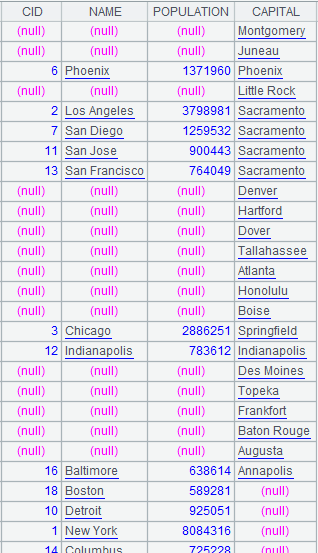 CID NAME POPULATION CAPITAL
(null) (null) (null) Montgomery
(null) (null) (null) Juneau
6 Phoenix 1371960 Phoenix
(null) (null) (null) Little Rock
2 Los Angeles 3798981 Sacramento
7 San Diego 1259532 Sacramento
11 San Jose 900443 Sacramento
13 San Francisco 764049 Sacramento
(null) (null) (null) Denver
(null) (null) (null) Hartford
(null) (null) (null) Dover
(null) (null) (null) Tallahassee
(null) (null) (null) Atlanta
(null) (null) (null) Honolulu
(null) (null) (null) Boise
3 Chicago 2886251 Springfield
12 Indianapolis 783612 Indianapolis
(null) (null) (null) Des Moines
(null) (null) (null) Topeka
(null) (null) (null) Frankfort
(null) (null) (null) Baton Rouge
(null) (null) (null) Augusta
16 Baltimore 638614 Annapolis
18 Boston 589281 (null)
10 Detroit 925051 (null)
1 New York 8084316 (null)
14 Columbus 725228 (null)